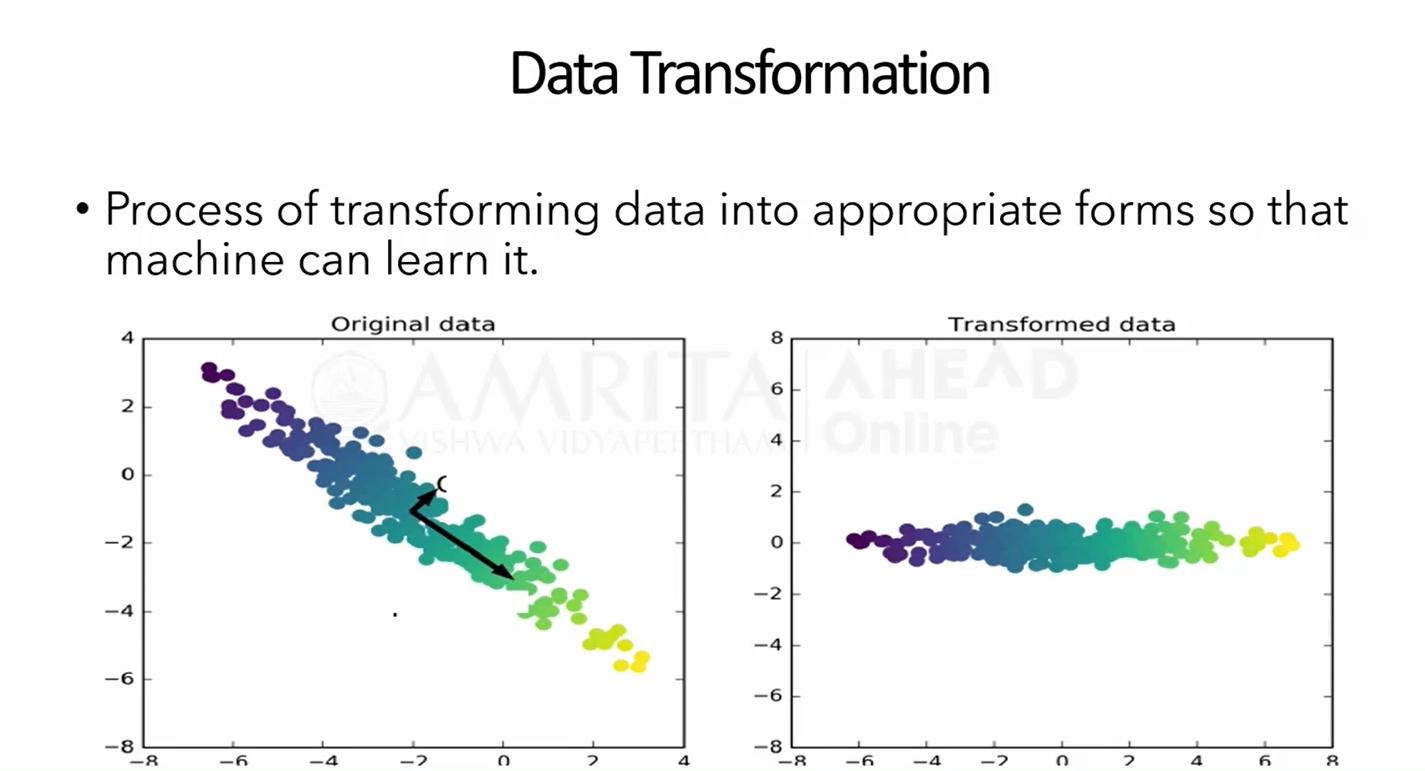 Data Transformation
• Process of transforming data into appropriate forms so that
machine can learn it.
Original data
4
2
0
−2
−4
−6
−8
−8 −6 −4 −2 0 2 4
Transformed data
8
6
4
2
0
−2
−4
−6
−8
−8 −6 −4 −2 0 2 4 6 8
AMRITA
VISHWA VIDYAPEETHAM
AHEAD
Online